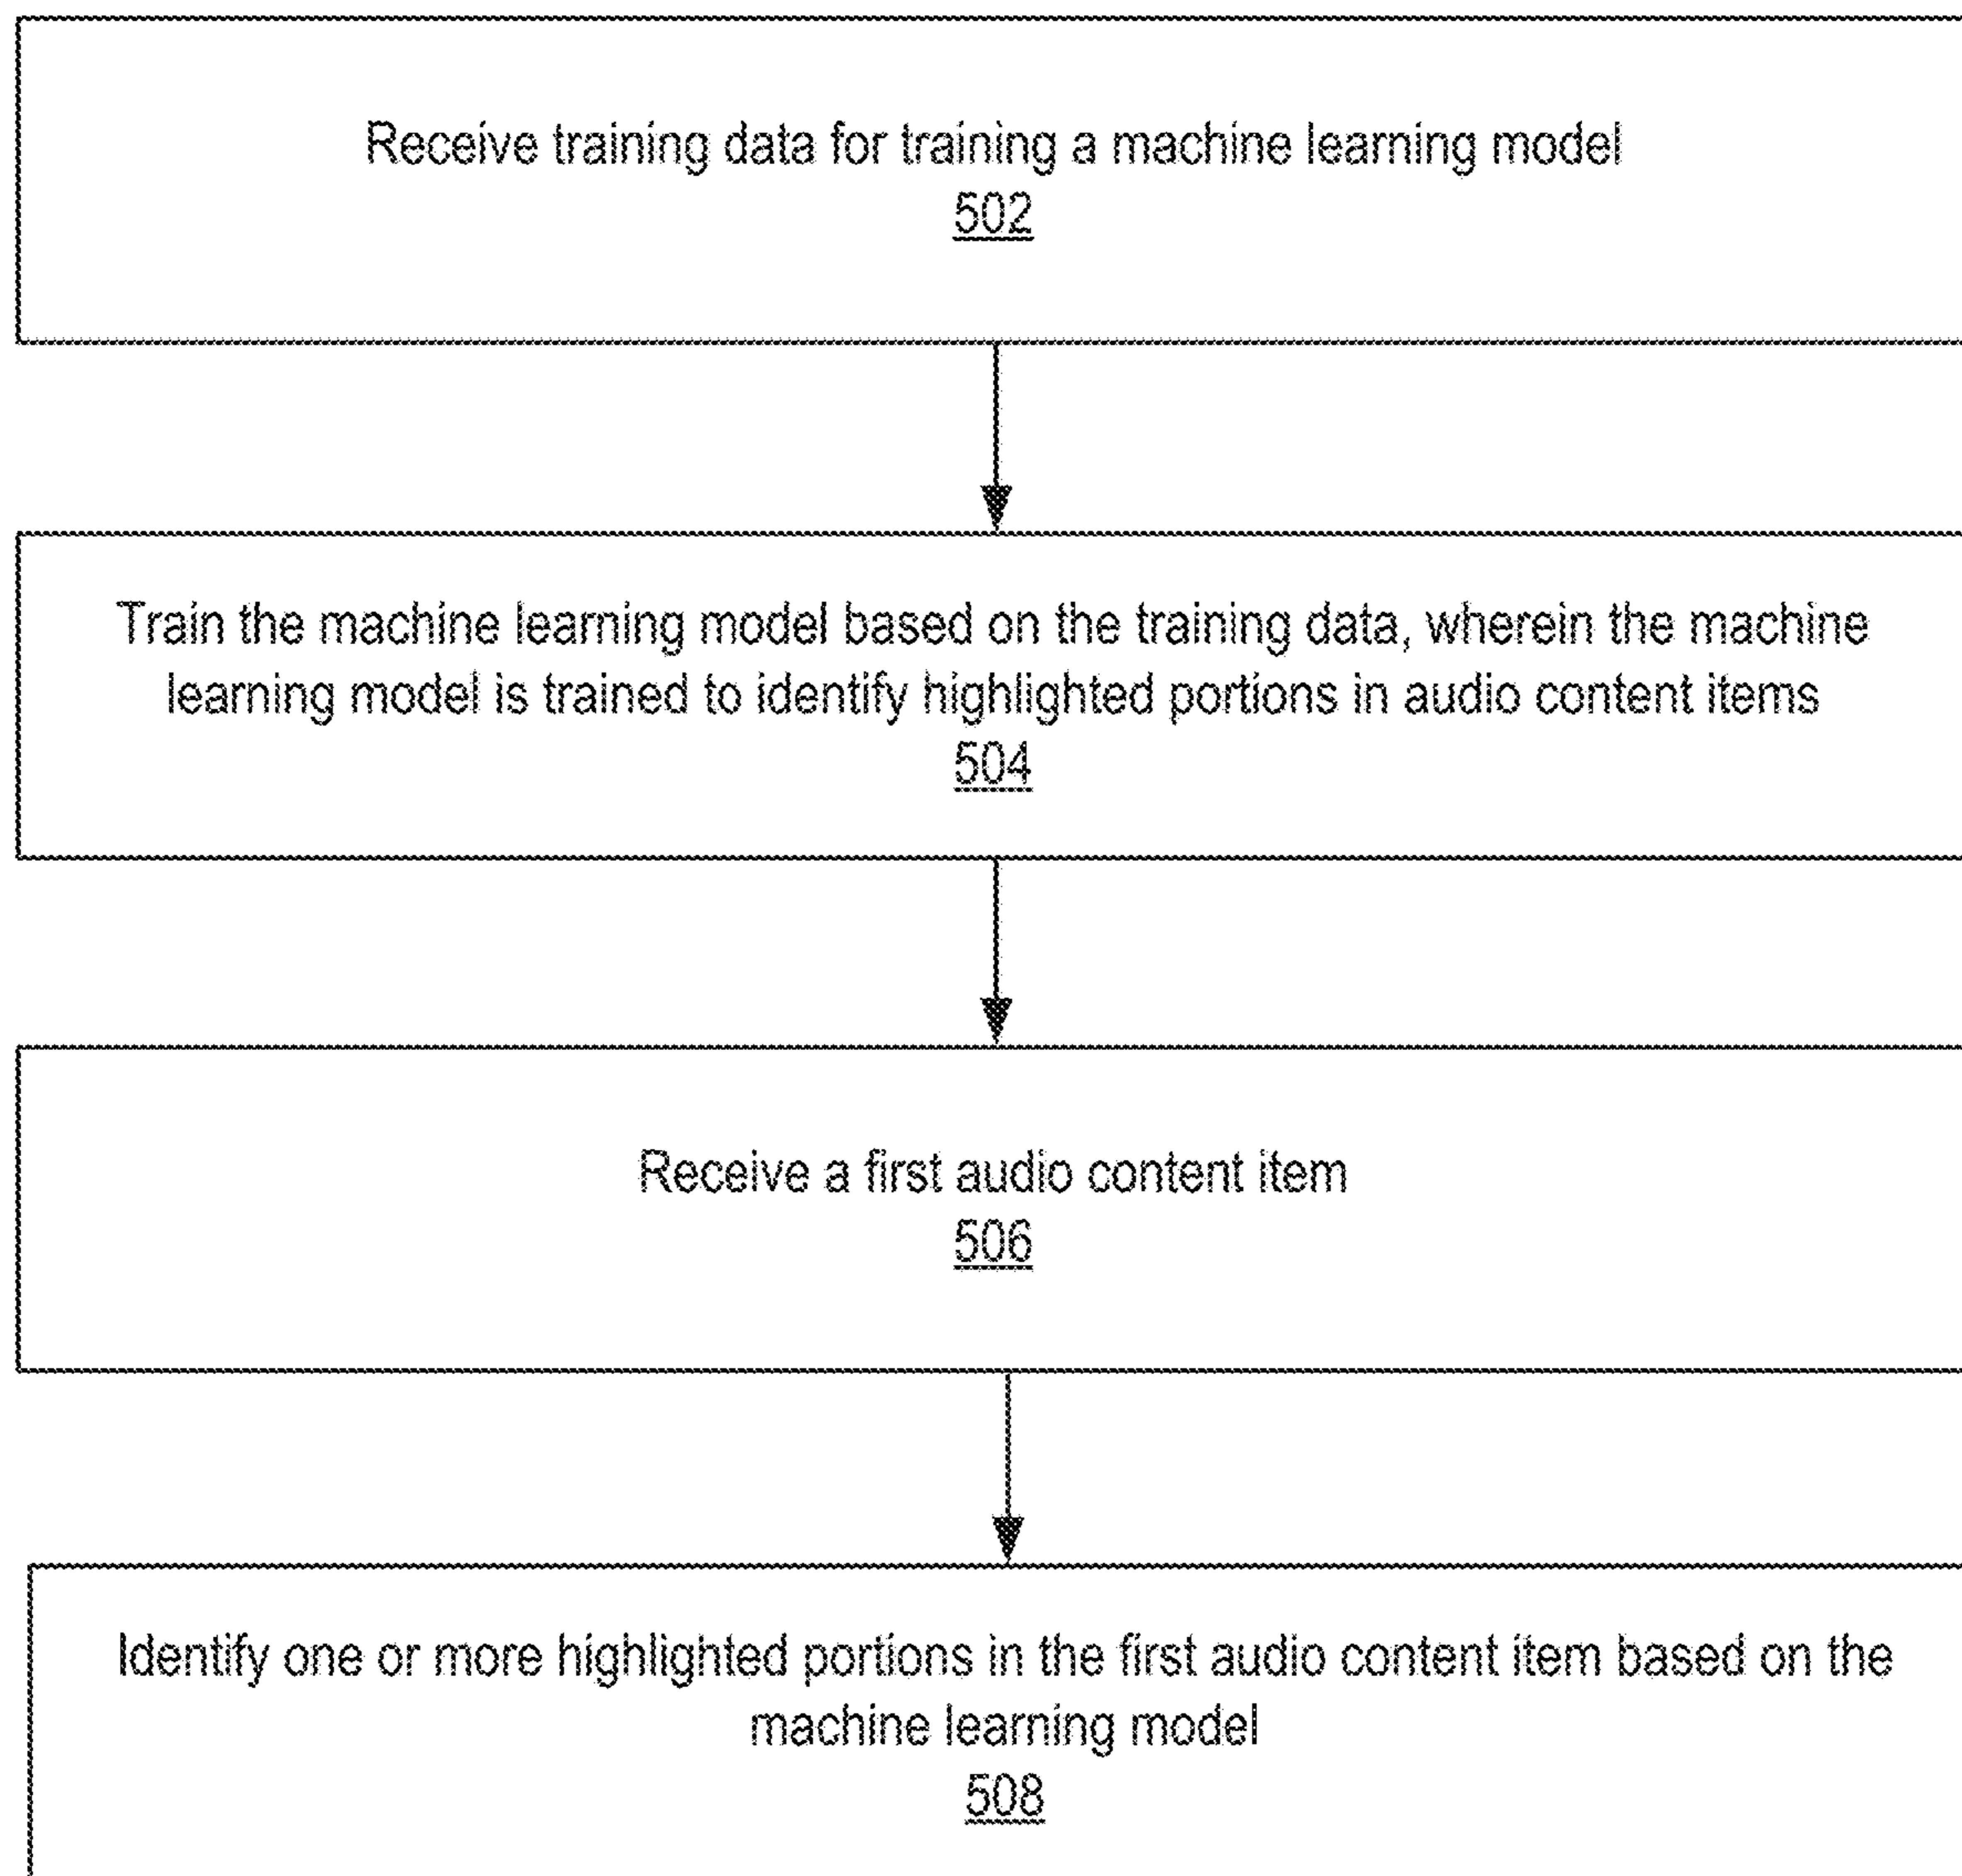 Receive training data for training a machine learning model
502
Train the machine learning model based on the training data, wherein the machine
learning model is trained to identify highlighted portions in audio content items
504
Receive a first audio content item
506
Identify one or more highlighted portions in the first audio content item based on the
machine learning model
508